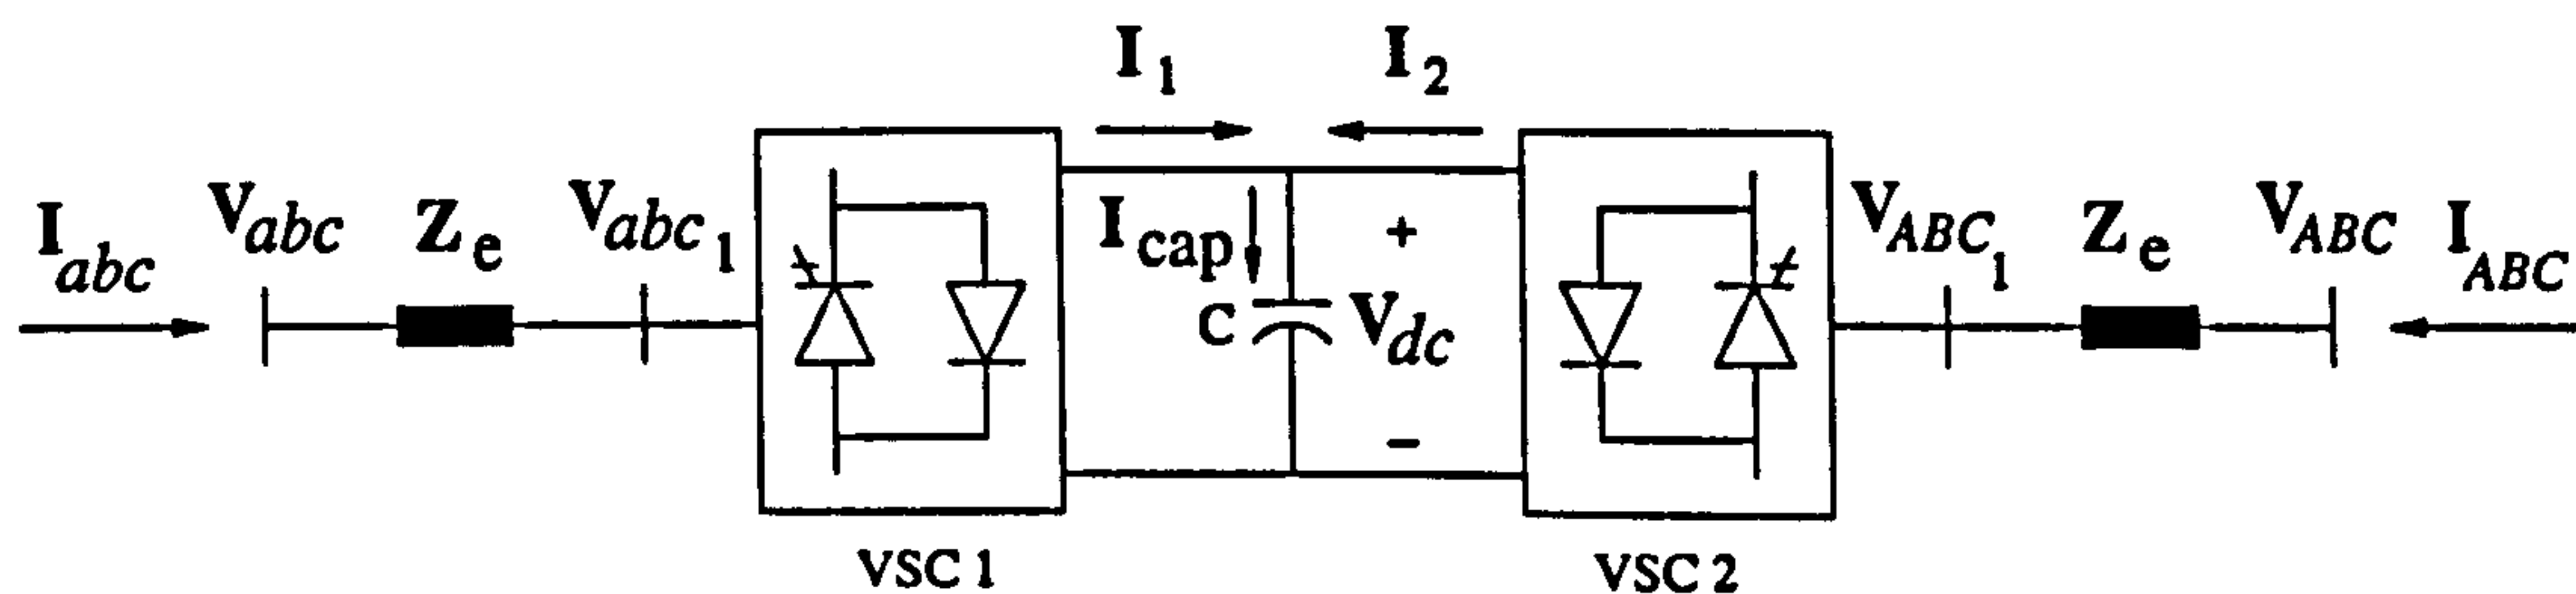 I1 I2
Iabc Vabc Ze Vabc1 Icap + VABC1 Ze VABC IABC
C Vdc
−
VSC 1 VSC 2